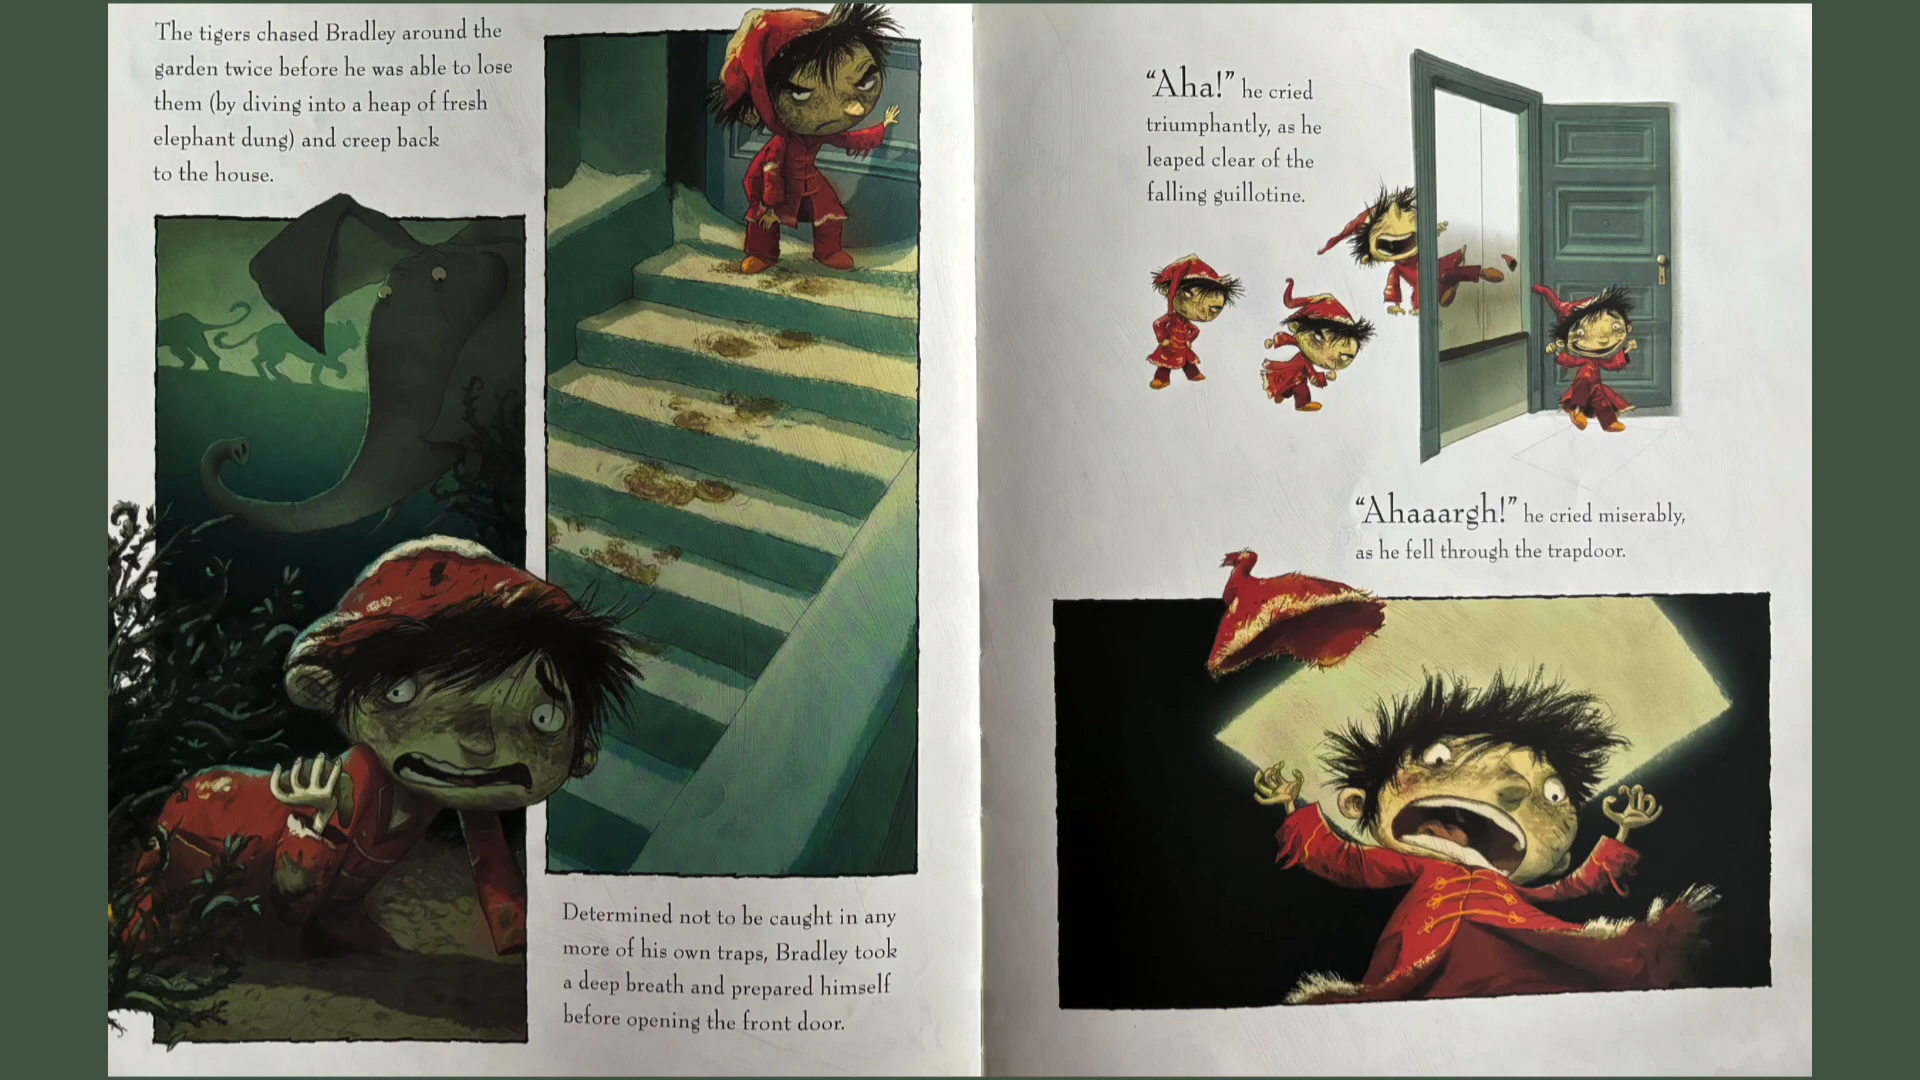 The tigers chased Bradley around the
garden twice before he was able to lose
them (by diving into a heap of fresh
elephant dung) and creep back
to the house.
Determined not to be caught in any
more of his own traps, Bradley took
a deep breath and prepared himself
before opening the front door.
“Aha!” he cried
triumphantly, as he
leaped clear of the
falling guillotine.
“Ahaaargh!” he cried miserably,
as he fell through the trapdoor.